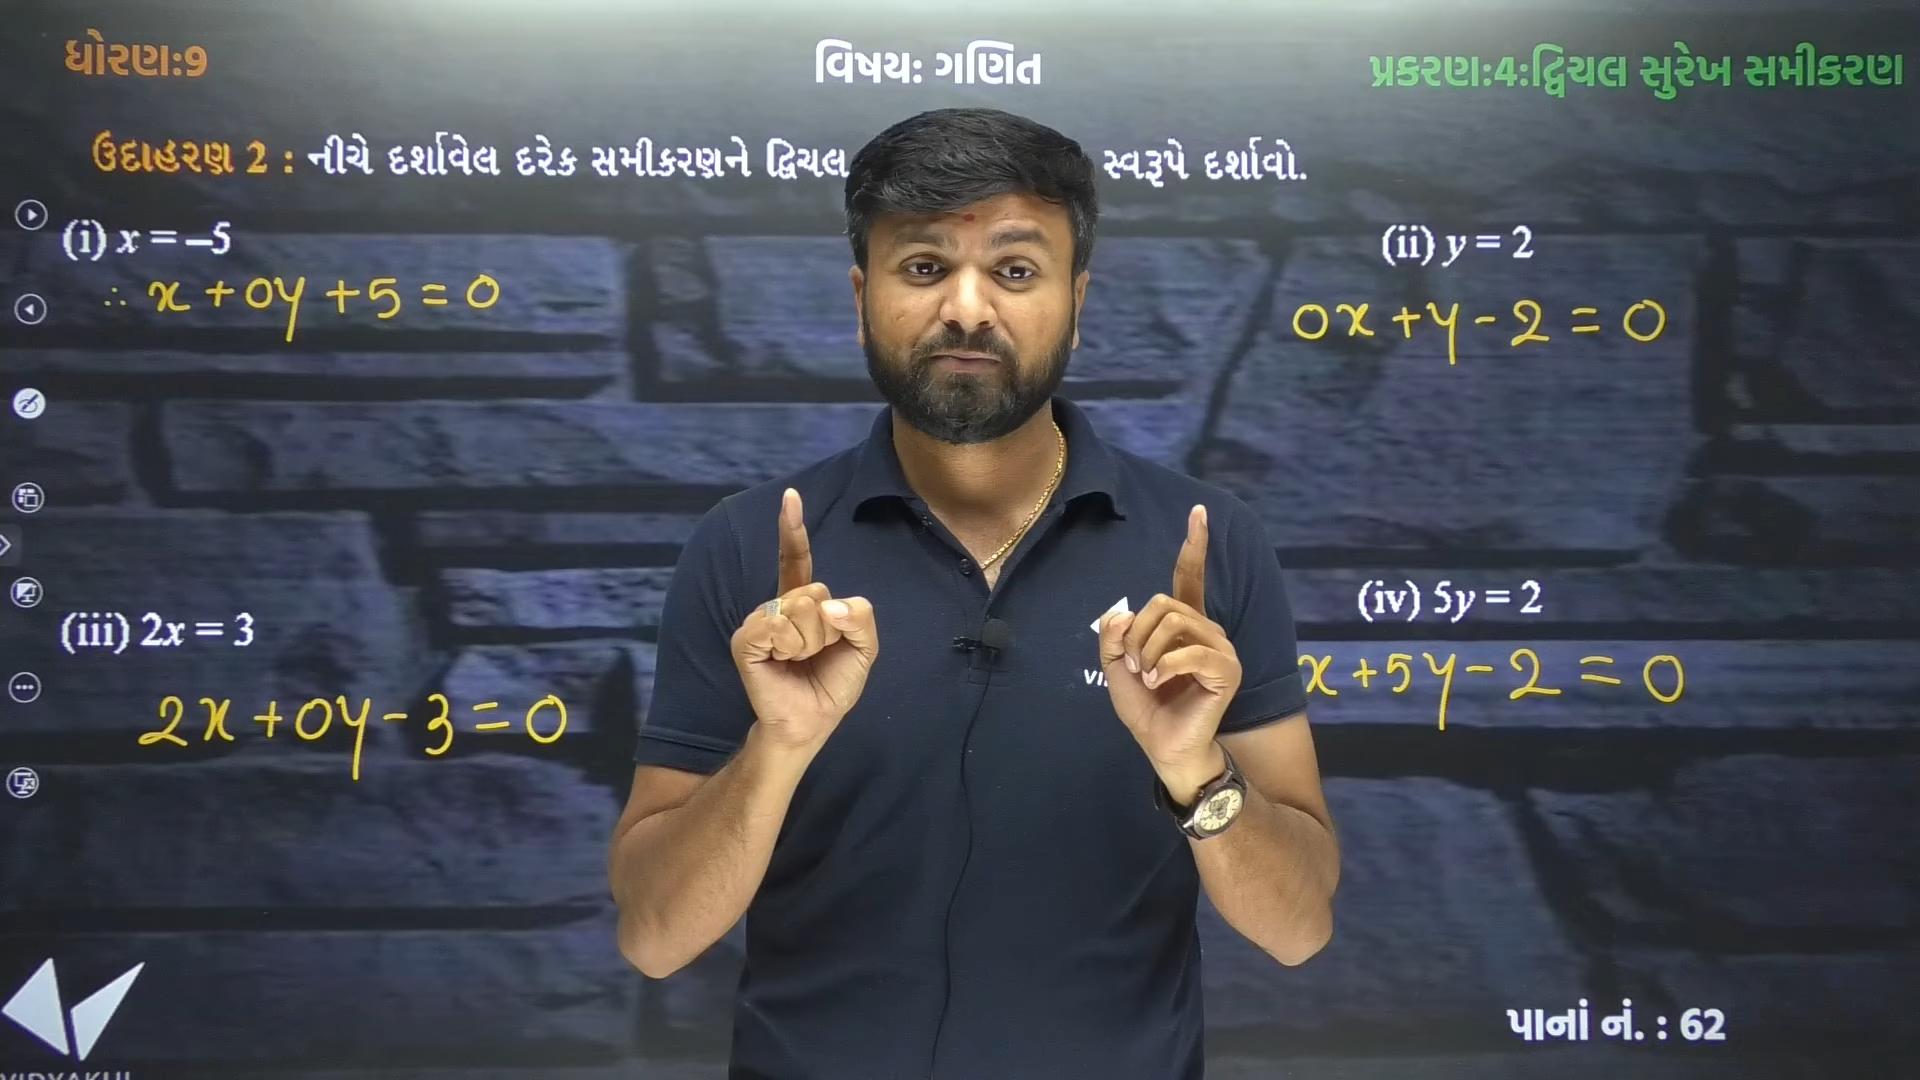 ધોરણ:9
વિષય: ગણિત
પ્રકરણ:4:દ્વિચલ સુરેખ સમીકરણ
ઉદાહરણ 2 : નીચે દર્શાવેલ દરેક સમીકરણને દ્વિચલ સ્વરૂપે દર્શાવો.
(i) x = –5
∴ x + 0y + 5 = 0
(ii) y = 2
0x + y - 2 = 0
(iii) 2x = 3
2x + 0y - 3 = 0
(iv) 5y = 2
x + 5y - 2 = 0
પાનાં નં. : 62
VIDYAKUL